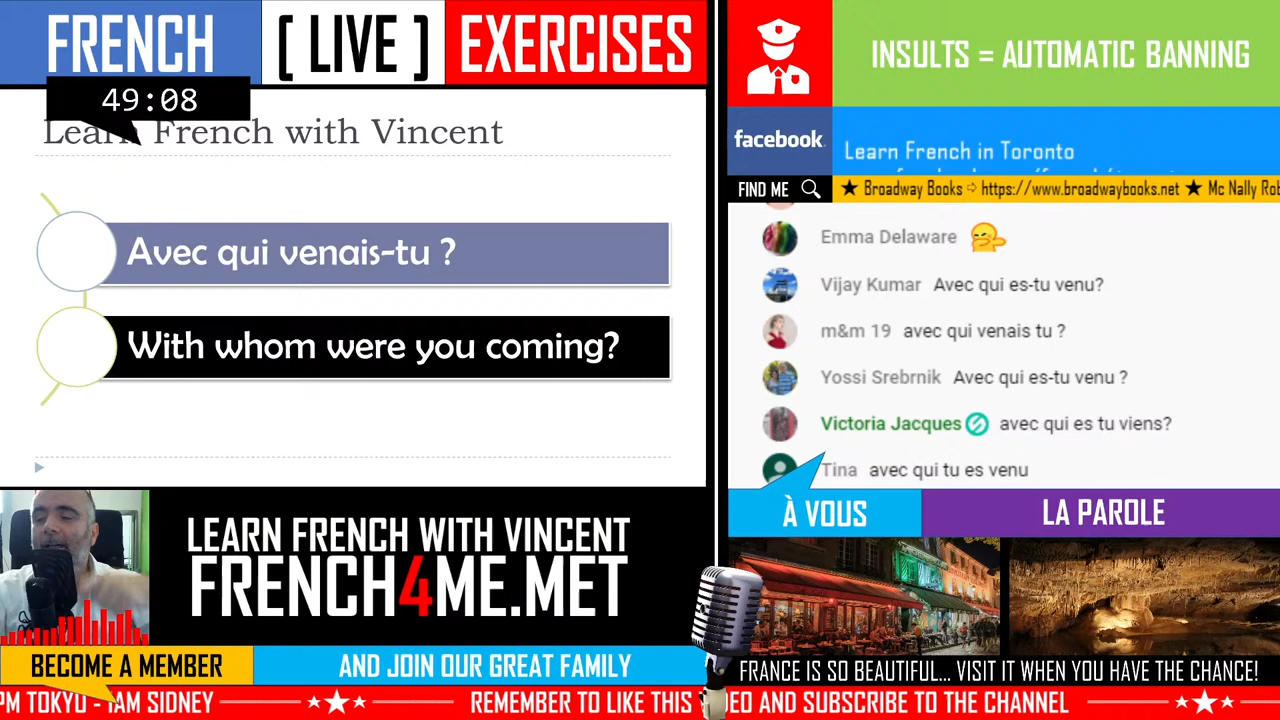 FRENCH [ LIVE ] EXERCISES
49:08
Learn French with Vincent
Avec qui venais-tu ?
With whom were you coming?
LEARN FRENCH WITH VINCENT
FRENCH4ME.MET
BECOME A MEMBER AND JOIN OUR GREAT FAMILY
PM TOKYU - 1AM SIDNEY REMEMBER TO LIKE THIS EO AND SUBSCRIBE TO THE CHANNEL
INSULTS = AUTOMATIC BANNING
facebook. Learn French in Toronto
FIND ME ★ Broadway Books ⇨ https://www.broadwaybooks.net ★ Mc Nally Rob
Emma Delaware
Vijay Kumar Avec qui es-tu venu?
m&m 19 avec qui venais tu ?
Yossi Srebrnik Avec qui es-tu venu ?
Victoria Jacques avec qui es tu viens?
Tina avec qui tu es venu
À VOUS LA PAROLE
FRANCE IS SO BEAUTIFUL... VISIT IT WHEN YOU HAVE THE CHANCE!